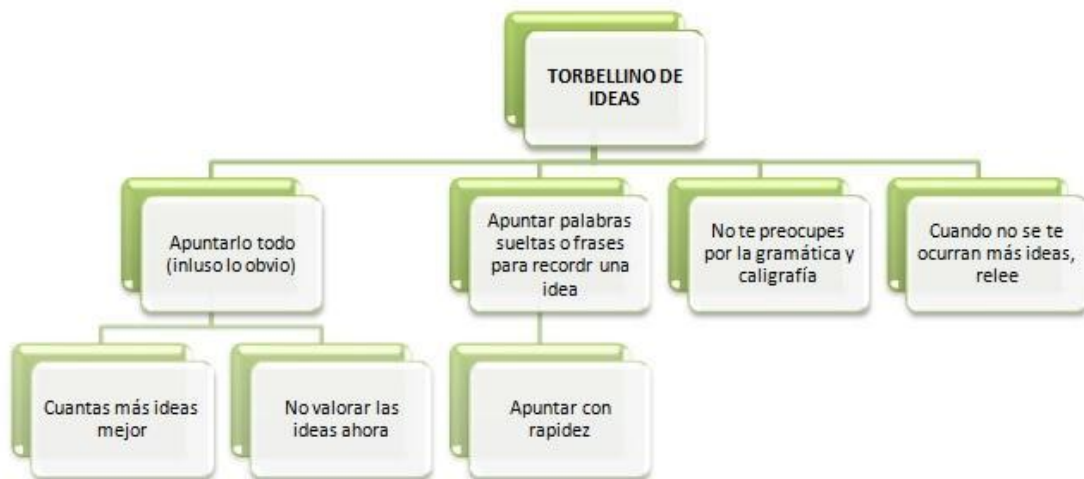 TORBELLINO DE
IDEAS
Apuntarlo todo
(inluso lo obvio)
Apuntar palabras
sueltas o frases
para recordr una
idea
No te preocupes
por la gramática y
caligrafía
Cuando no se te
ocurran más ideas,
relee
Cuantas más ideas
mejor
No valorar las
ideas ahora
Apuntar con
rapidez